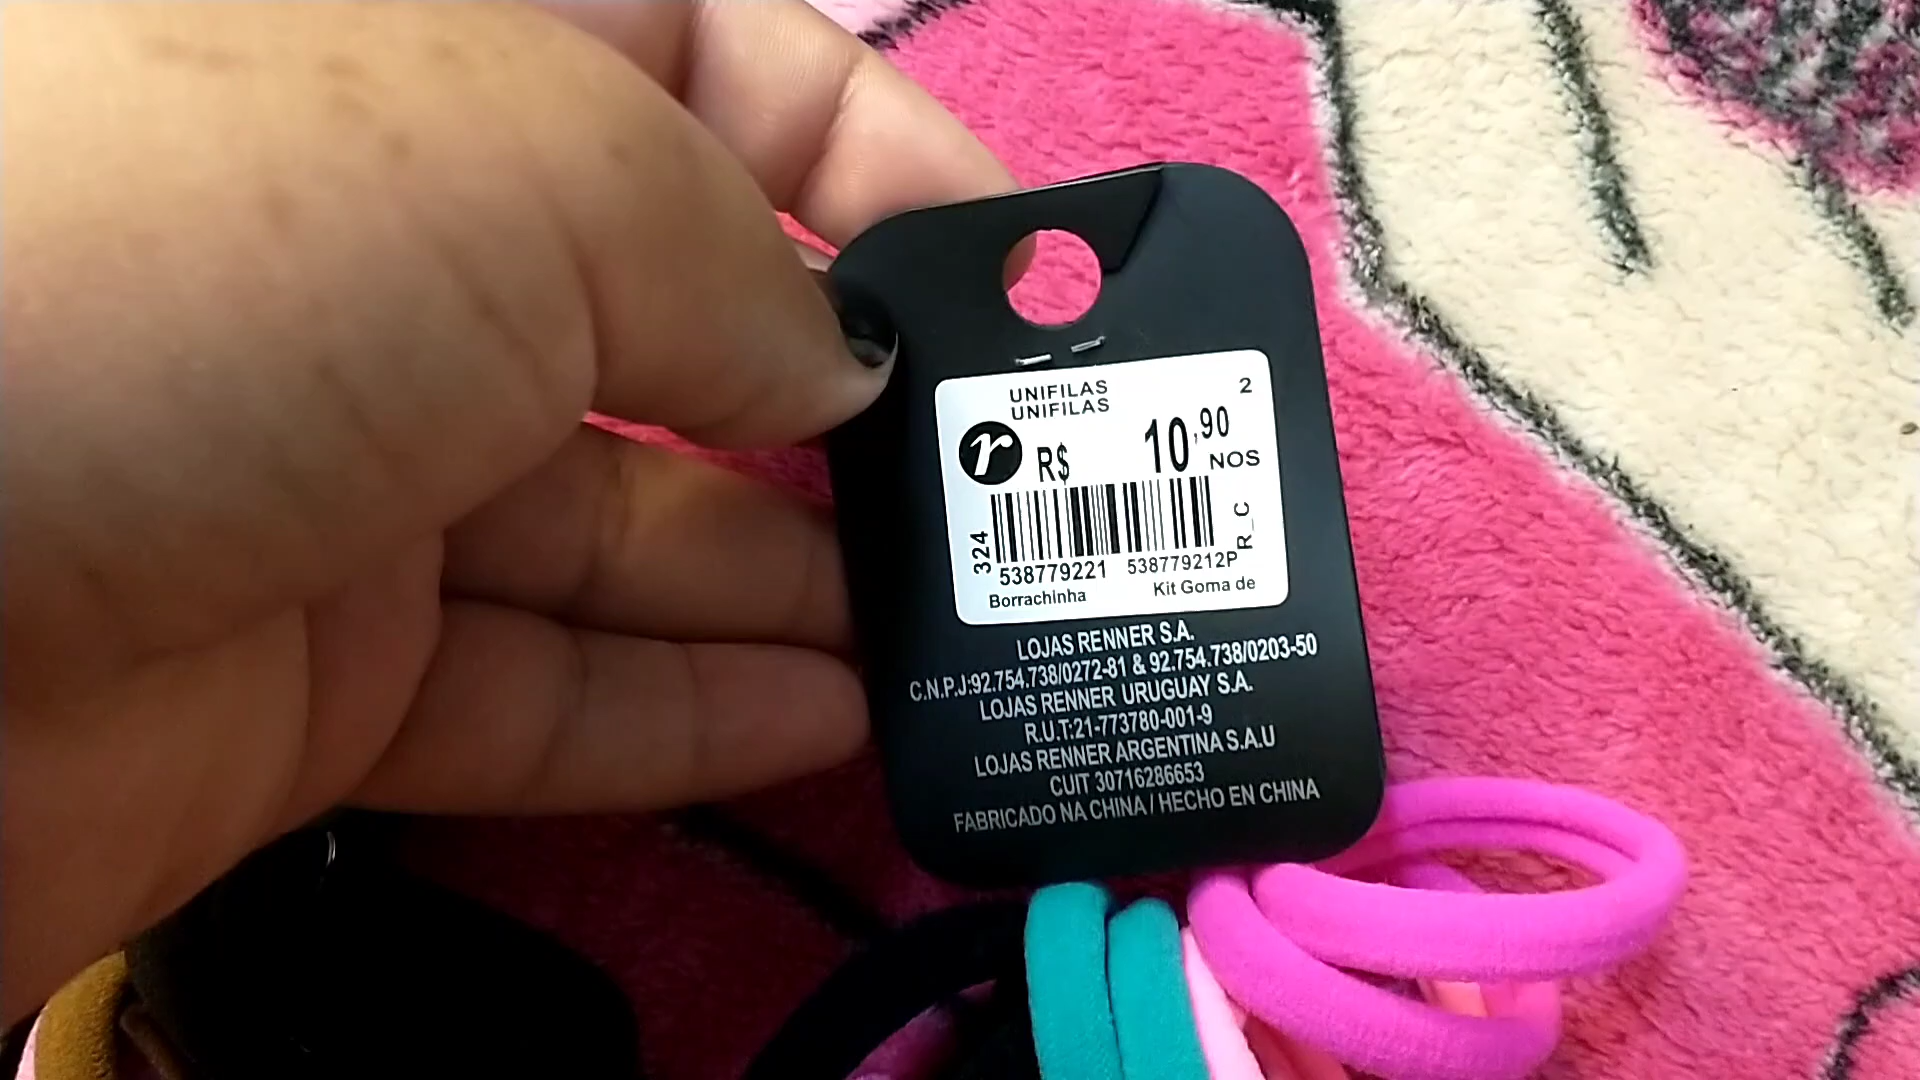 UNIFILAS 2
UNIFILAS
r R$ 10,90
NOS
324
R_C
538779221 538779212P
Borrachinha Kit Goma de
LOJAS RENNER S.A.
C.N.P.J:92.754.738/0272-81 & 92.754.738/0203-50
LOJAS RENNER URUGUAY S.A.
R.U.T:21-773780-001-9
LOJAS RENNER ARGENTINA S.A.U
CUIT 30716286653
FABRICADO NA CHINA / HECHO EN CHINA